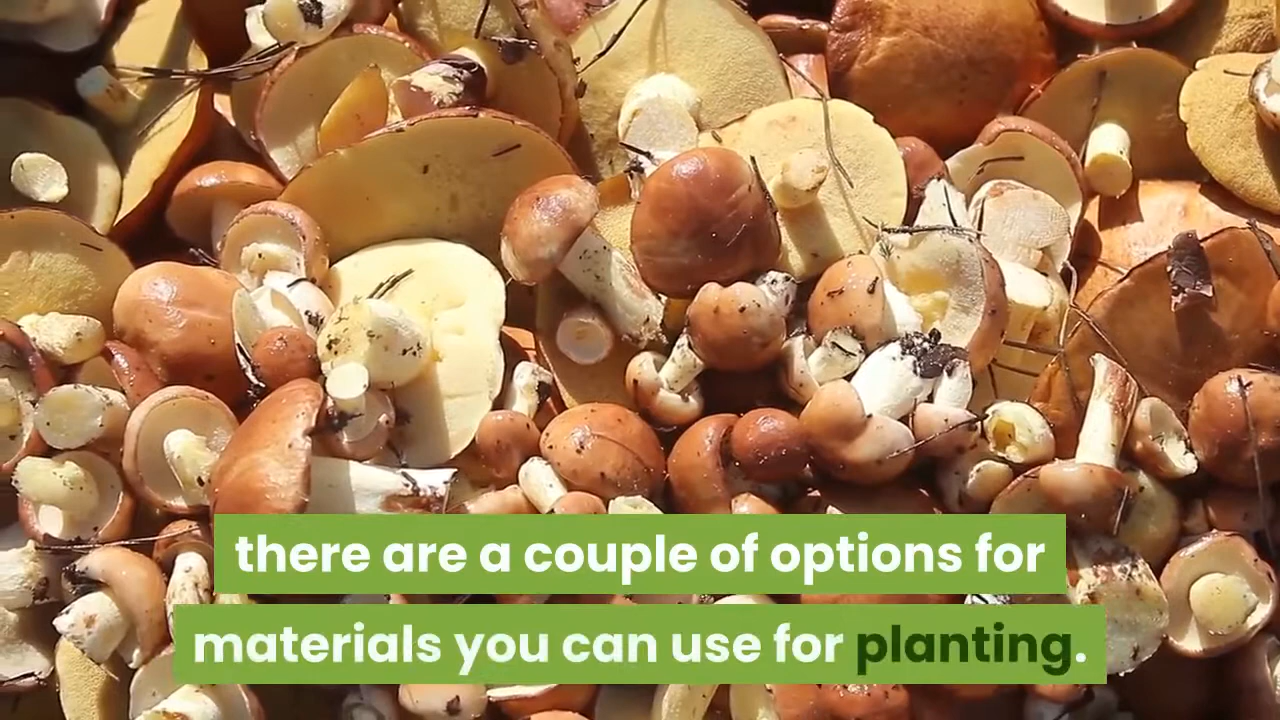 there are a couple of options for
materials you can use for planting.